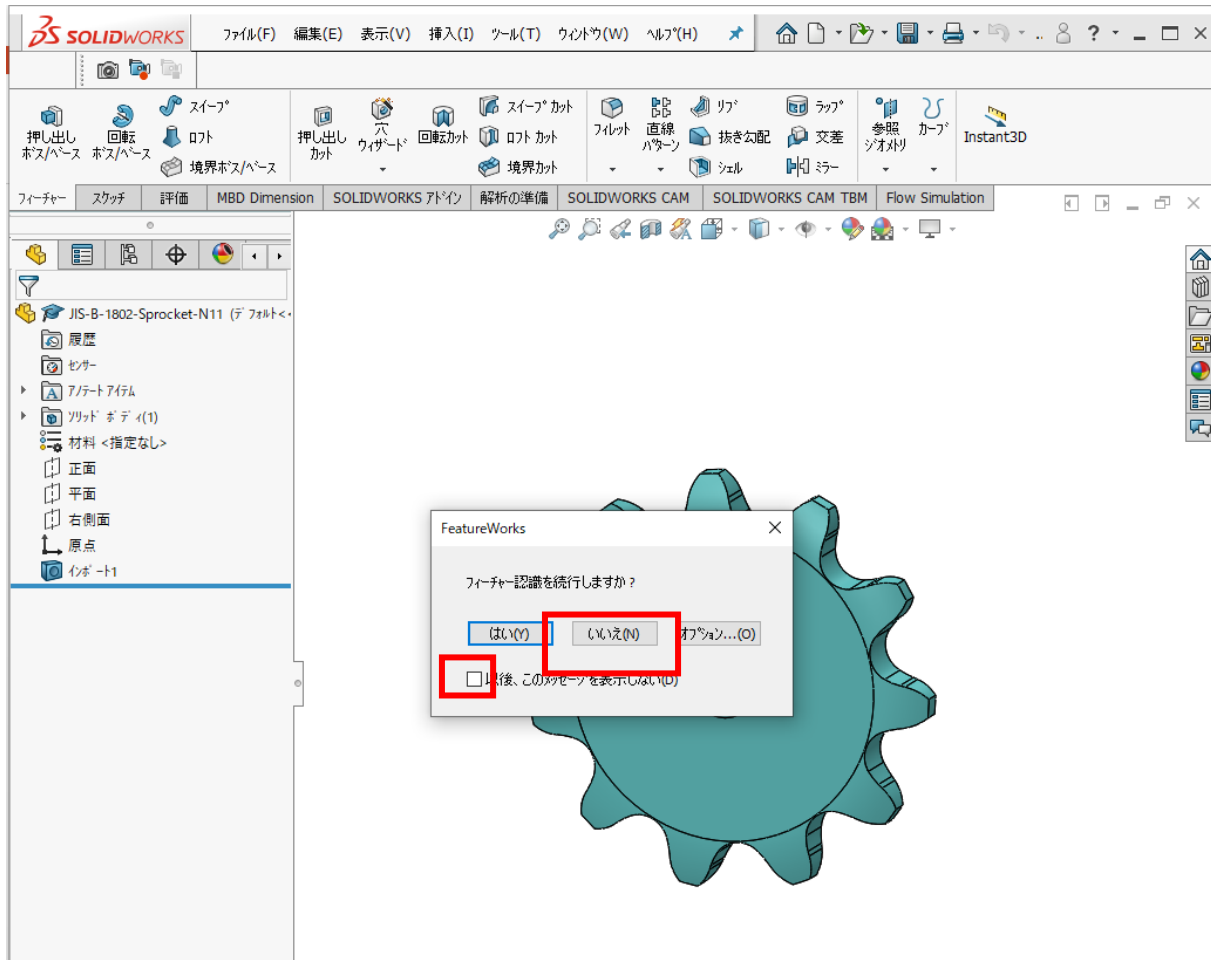 SOLIDWORKS ファイル(F) 編集(E) 表示(V) 挿入(I) ツール(T) ウィンドウ(W) ヘルプ(H)
押し出し ボス/ベース
回転 ボス/ベース
スイープ
ロフト
境界ボス/ベース
押し出し カット
穴 ウィザード
回転カット
スイープ カット
ロフト カット
境界カット
フィレット
直線 パターン
リブ
抜き勾配
シェル
ラップ
交差
ミラー
参照 ジオメトリ
カーブ
Instant3D
フィーチャー スケッチ 評価 MBD Dimension SOLIDWORKS アドイン 解析の準備 SOLIDWORKS CAM SOLIDWORKS CAM TBM Flow Simulation
JIS-B-1802-Sprocket-N11 (デフォルト<
履歴
センサー
アノテート アイテム
ソリッド ボディ(1)
材料 <指定なし>
正面
平面
右側面
原点
インポート1
FeatureWorks
フィーチャー認識を続行しますか?
はい(Y) いいえ(N) オプション...(O)
以後、このメッセージを表示しない(D)